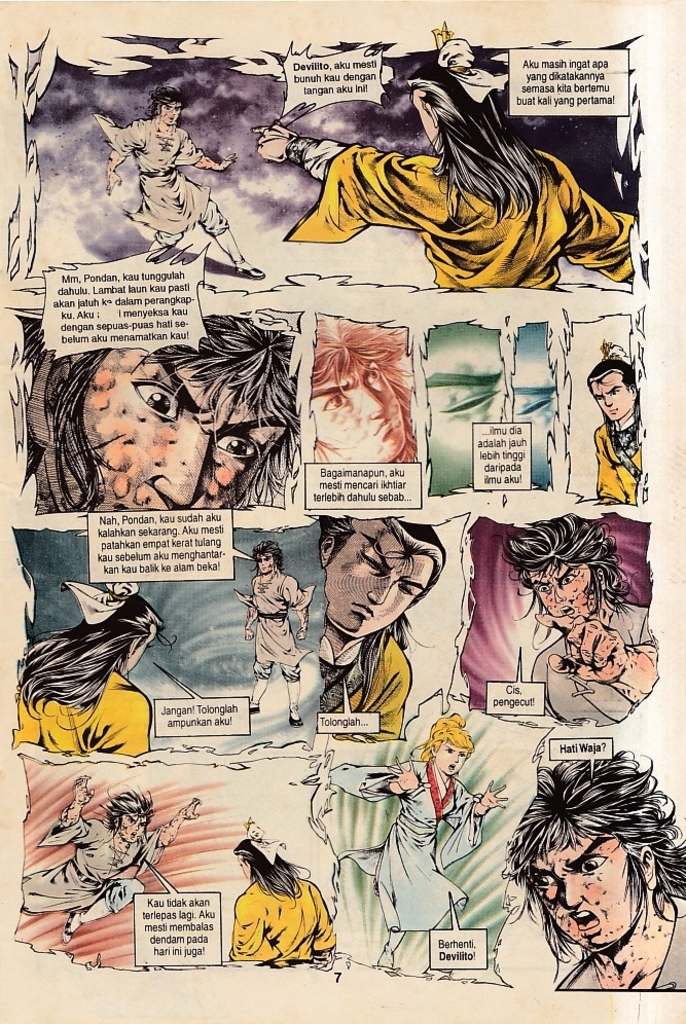 Devilito, aku mesti
bunuh kau dengan
tangan aku Ini!
Aku masih ingat apa
yang dikatakannya
semasa kita bertemu
buat kali yang pertama!
Mm, Pondan, kau tunggulah
dahulu. Lambat laun kau pasti
akan jatuh ke dalam perangkap-
ku. Aku menyeksa kau
dengan sepuas-puas hati se-
belum aku menamatkan kau!
Bagaimanapun, aku
mesti mencari ikhtiar
terlebih dahulu sebab...
...ilmu dia
adalah jauh
lebih tinggi
daripada
ilmu aku!
Nah, Pondan, kau sudah aku
kalahkan sekarang. Aku mesti
patahkan empat kerat tulang
kau sebelum aku menghantar-
kan kau balik ke alam beka!
Jangan! Tolonglah
ampunkan aku!
Tolonglah...
Cis,
pengecut!
Kau tidak akan
terlepas lagi. Aku
mesti membalas
dendam pada
hari ini juga!
Berhenti,
Devilito!
Hati Waja?
7